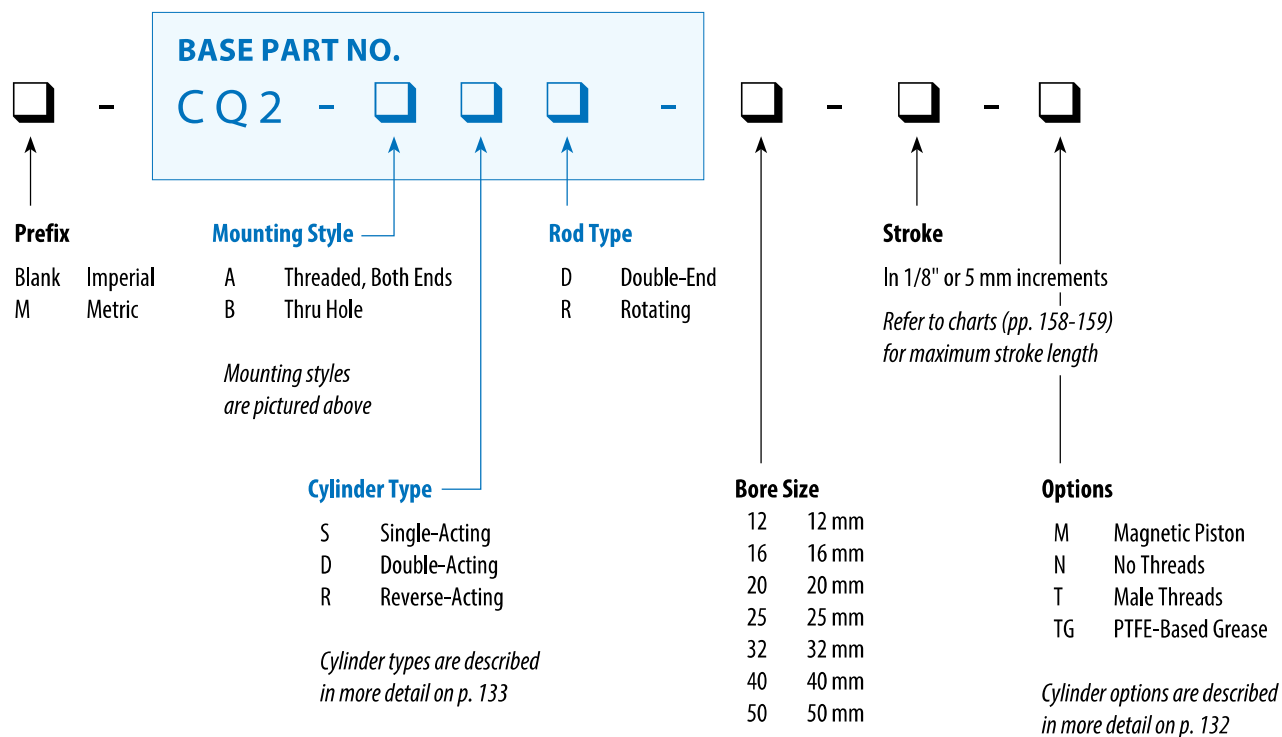 BASE PART NO.
- CQ2 - - - -
Prefix
Blank Imperial
M Metric
Mounting Style
A Threaded, Both Ends
B Thru Hole
Mounting styles
are pictured above
Rod Type
D Double-End
R Rotating
Stroke
In 1/8" or 5 mm increments
Refer to charts (pp. 158-159)
for maximum stroke length
Cylinder Type
S Single-Acting
D Double-Acting
R Reverse-Acting
Cylinder types are described
in more detail on p. 133
Bore Size
12 12 mm
16 16 mm
20 20 mm
25 25 mm
32 32 mm
40 40 mm
50 50 mm
Options
M Magnetic Piston
N No Threads
T Male Threads
TG PTFE-Based Grease
Cylinder options are described
in more detail on p. 132